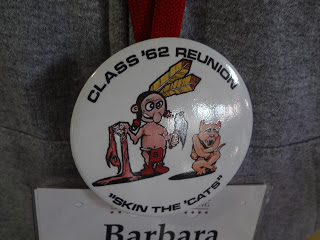 CLASS '62 REUNION
B
"SKIN THE 'CATS"
Barbara